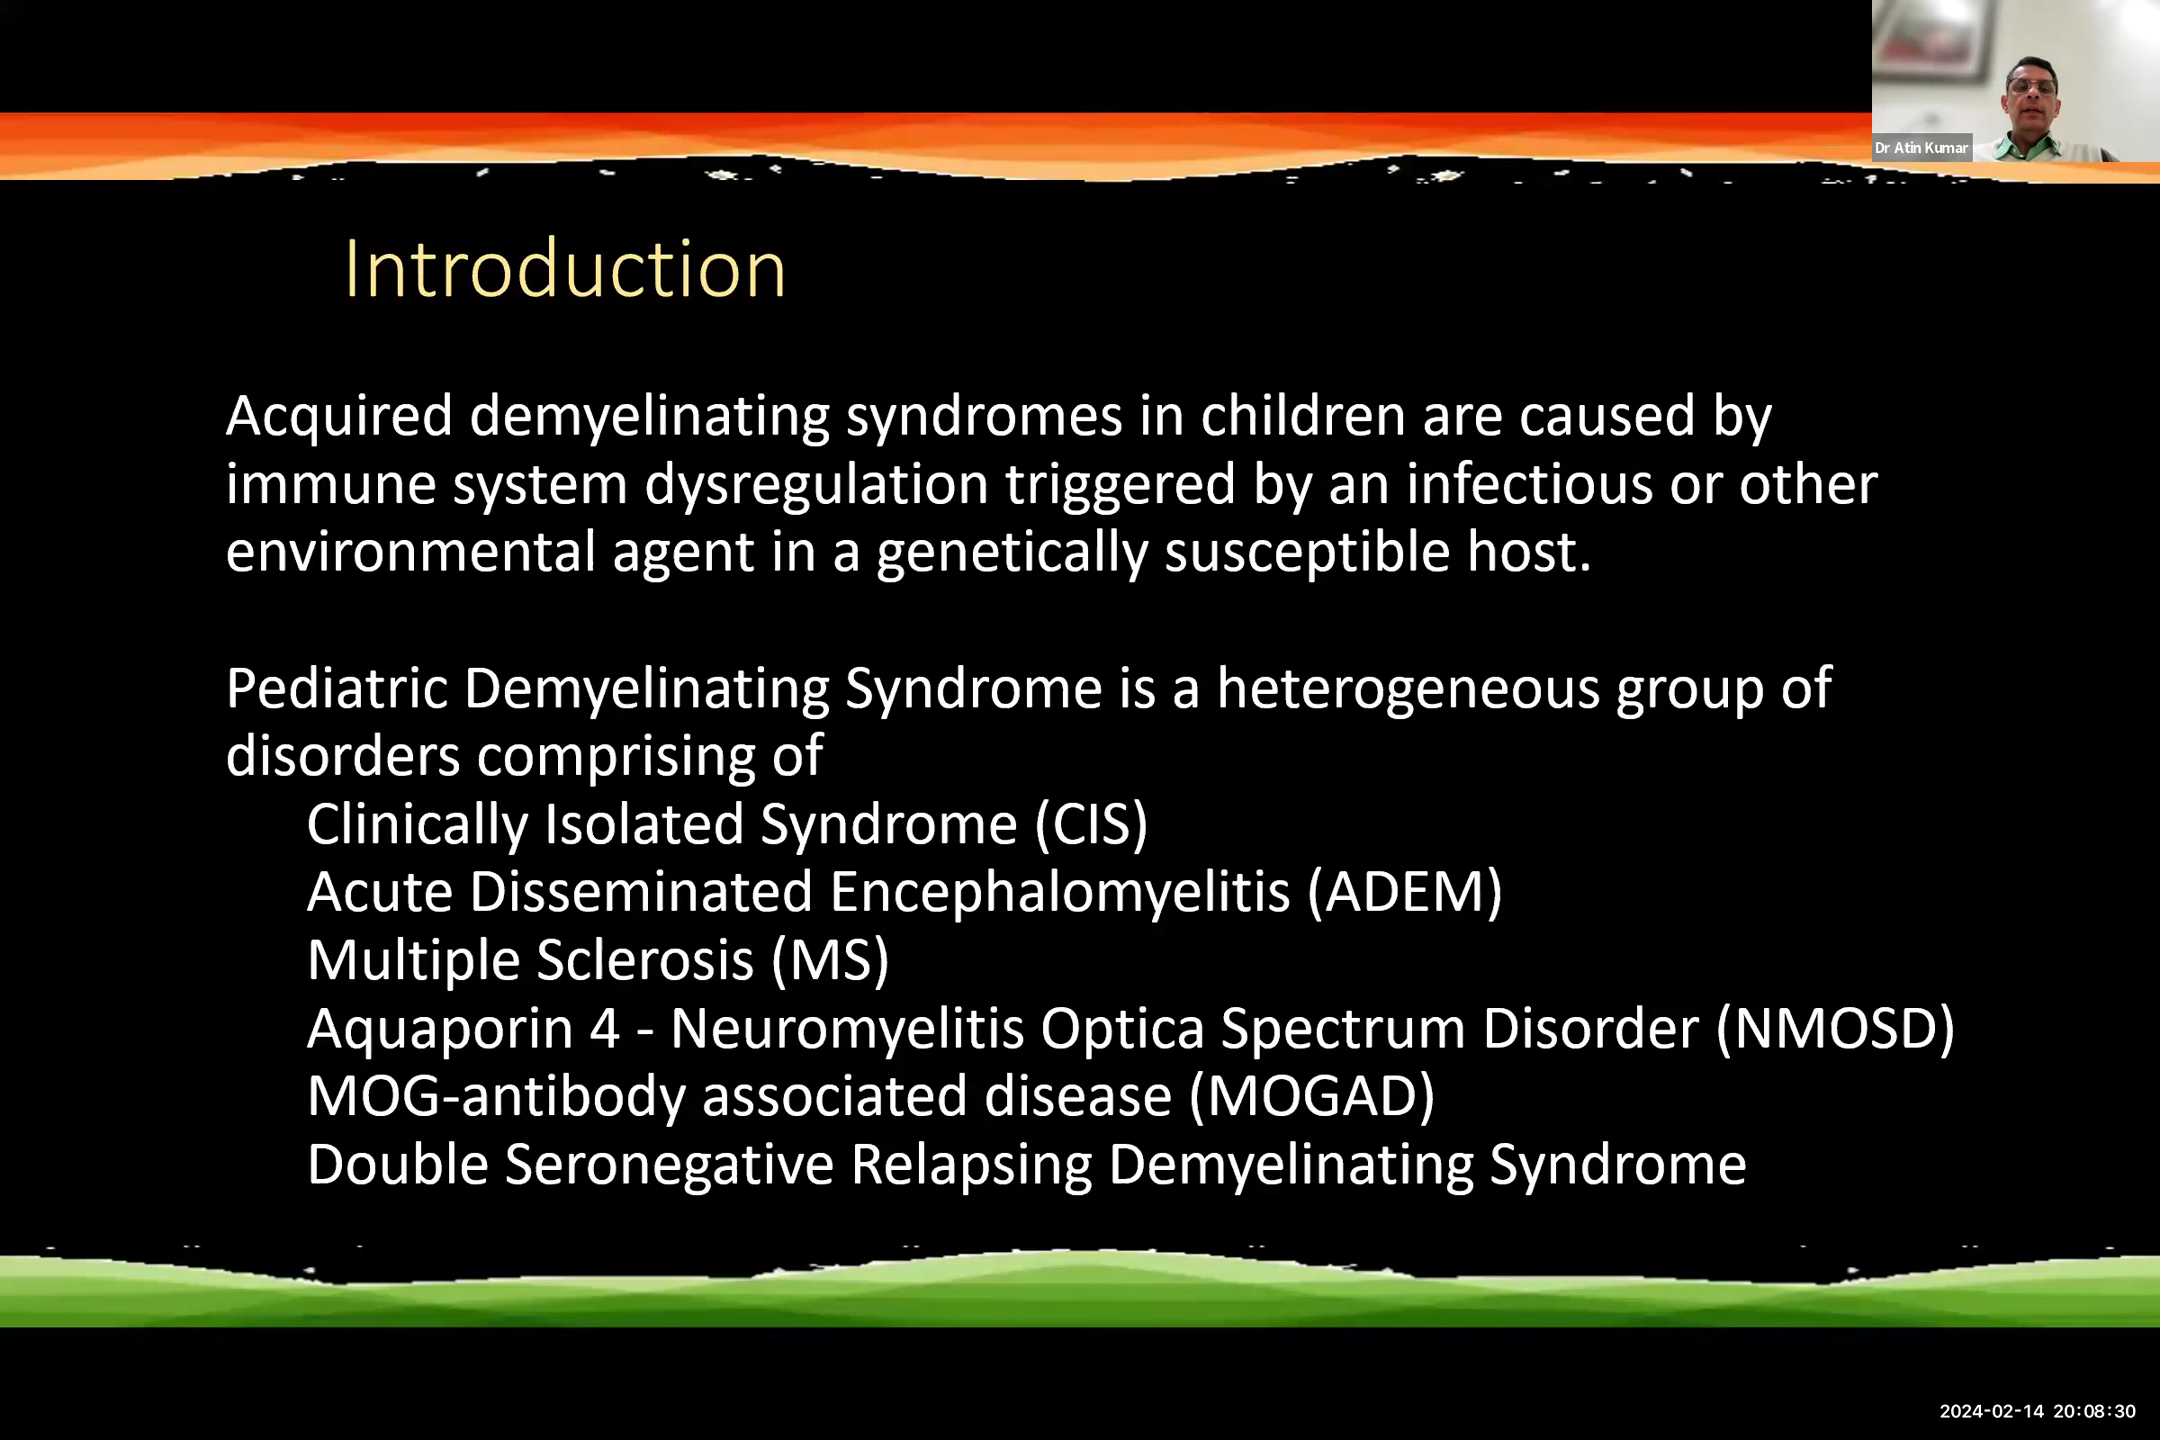 Dr Atin Kumar
Introduction
Acquired demyelinating syndromes in children are caused by
immune system dysregulation triggered by an infectious or other
environmental agent in a genetically susceptible host.
Pediatric Demyelinating Syndrome is a heterogeneous group of
disorders comprising of
Clinically Isolated Syndrome (CIS)
Acute Disseminated Encephalomyelitis (ADEM)
Multiple Sclerosis (MS)
Aquaporin 4 - Neuromyelitis Optica Spectrum Disorder (NMOSD)
MOG-antibody associated disease (MOGAD)
Double Seronegative Relapsing Demyelinating Syndrome
2024-02-14 20:08:30